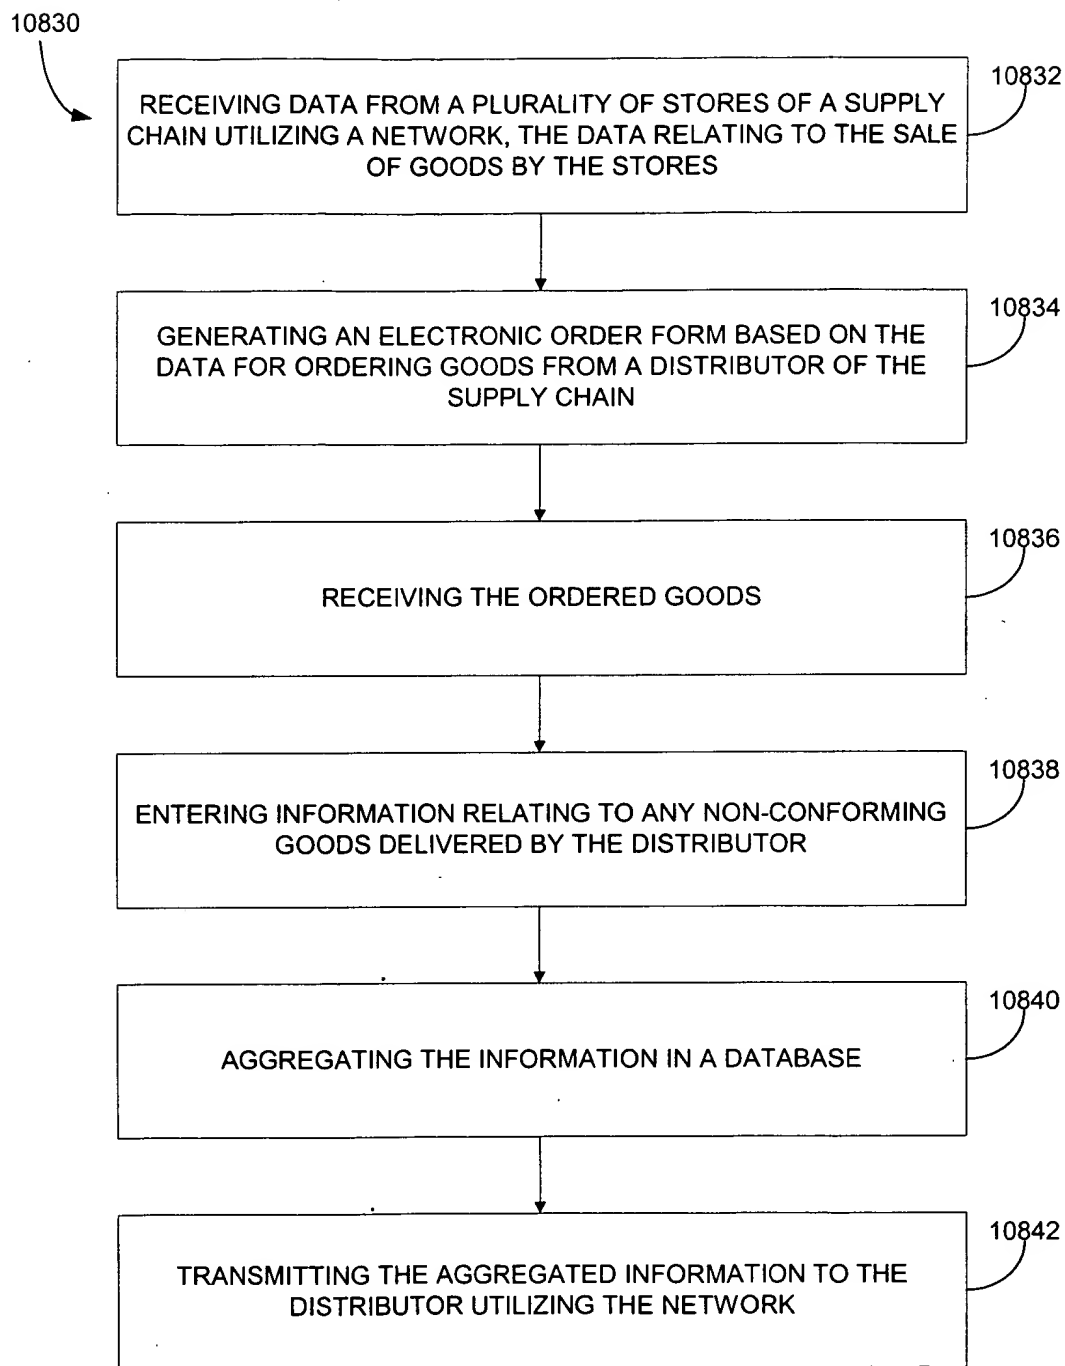 10830
10832
RECEIVING DATA FROM A PLURALITY OF STORES OF A SUPPLY
CHAIN UTILIZING A NETWORK, THE DATA RELATING TO THE SALE
OF GOODS BY THE STORES
10834
GENERATING AN ELECTRONIC ORDER FORM BASED ON THE
DATA FOR ORDERING GOODS FROM A DISTRIBUTOR OF THE
SUPPLY CHAIN
10836
RECEIVING THE ORDERED GOODS
10838
ENTERING INFORMATION RELATING TO ANY NON-CONFORMING
GOODS DELIVERED BY THE DISTRIBUTOR
10840
AGGREGATING THE INFORMATION IN A DATABASE
10842
TRANSMITTING THE AGGREGATED INFORMATION TO THE
DISTRIBUTOR UTILIZING THE NETWORK